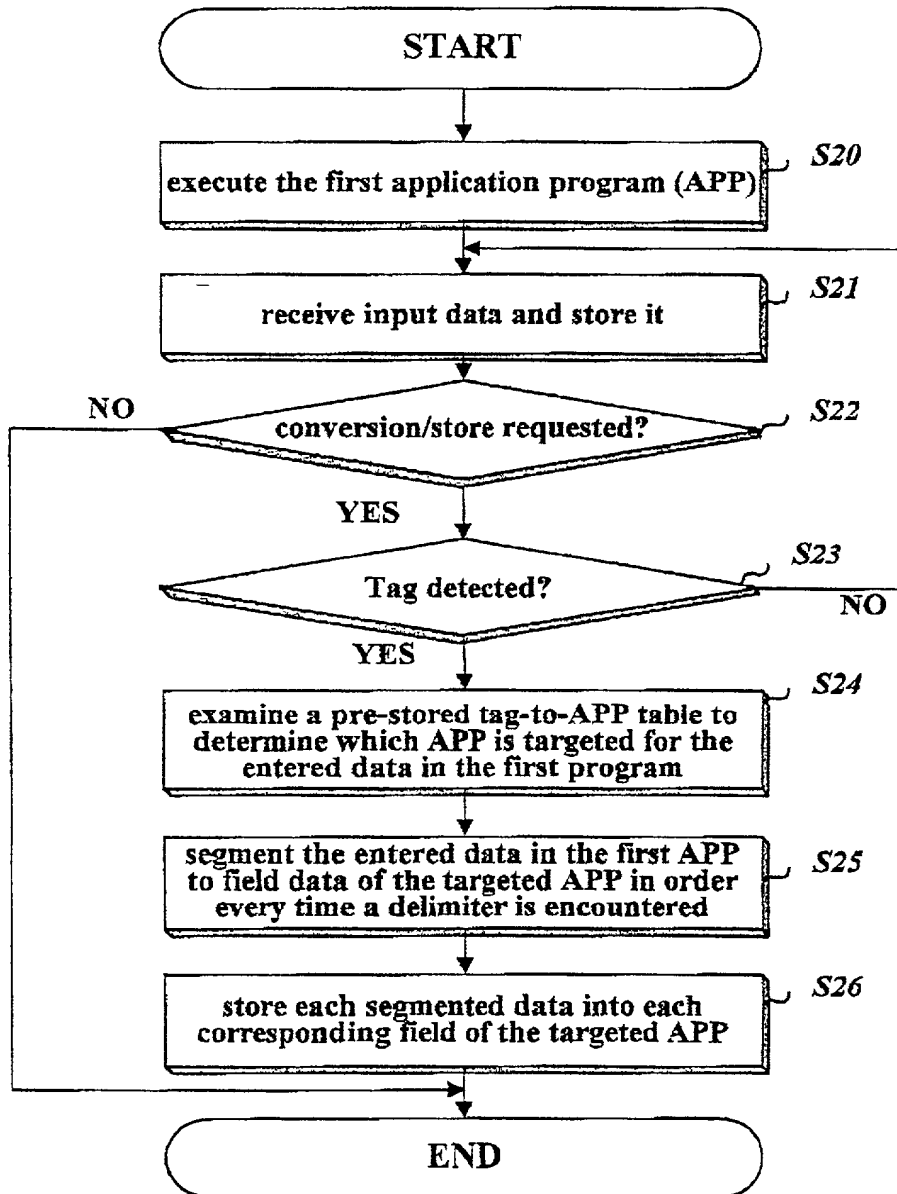 START
S20
execute the first application program (APP)
S21
receive input data and store it
NO
S22
conversion/store requested?
YES
S23
Tag detected?
NO
YES
S24
examine a pre-stored tag-to-APP table to
determine which APP is targeted for the
entered data in the first program
S25
segment the entered data in the first APP
to field data of the targeted APP in order
every time a delimiter is encountered
S26
store each segmented data into each
corresponding field of the targeted APP
END